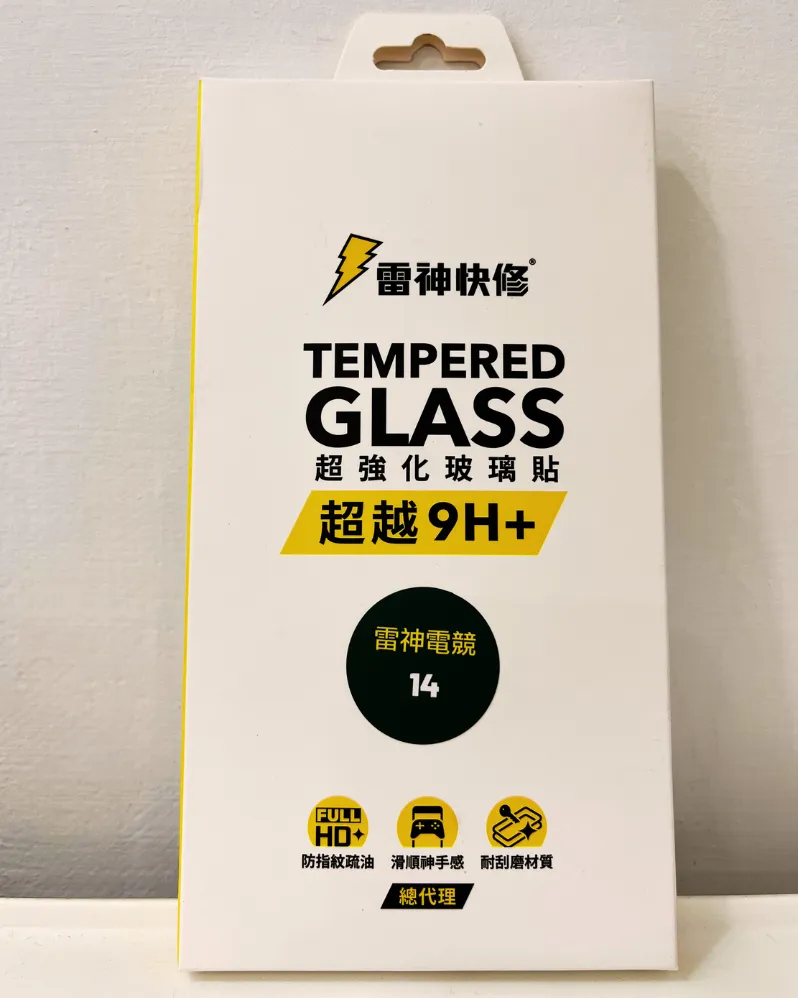 雷神快修®
TEMPERED
GLASS
超強化玻璃貼
超越9H+
雷神電競
14
FULL
HD
防指紋疏油
滑順神手感
耐刮磨材質
總代理